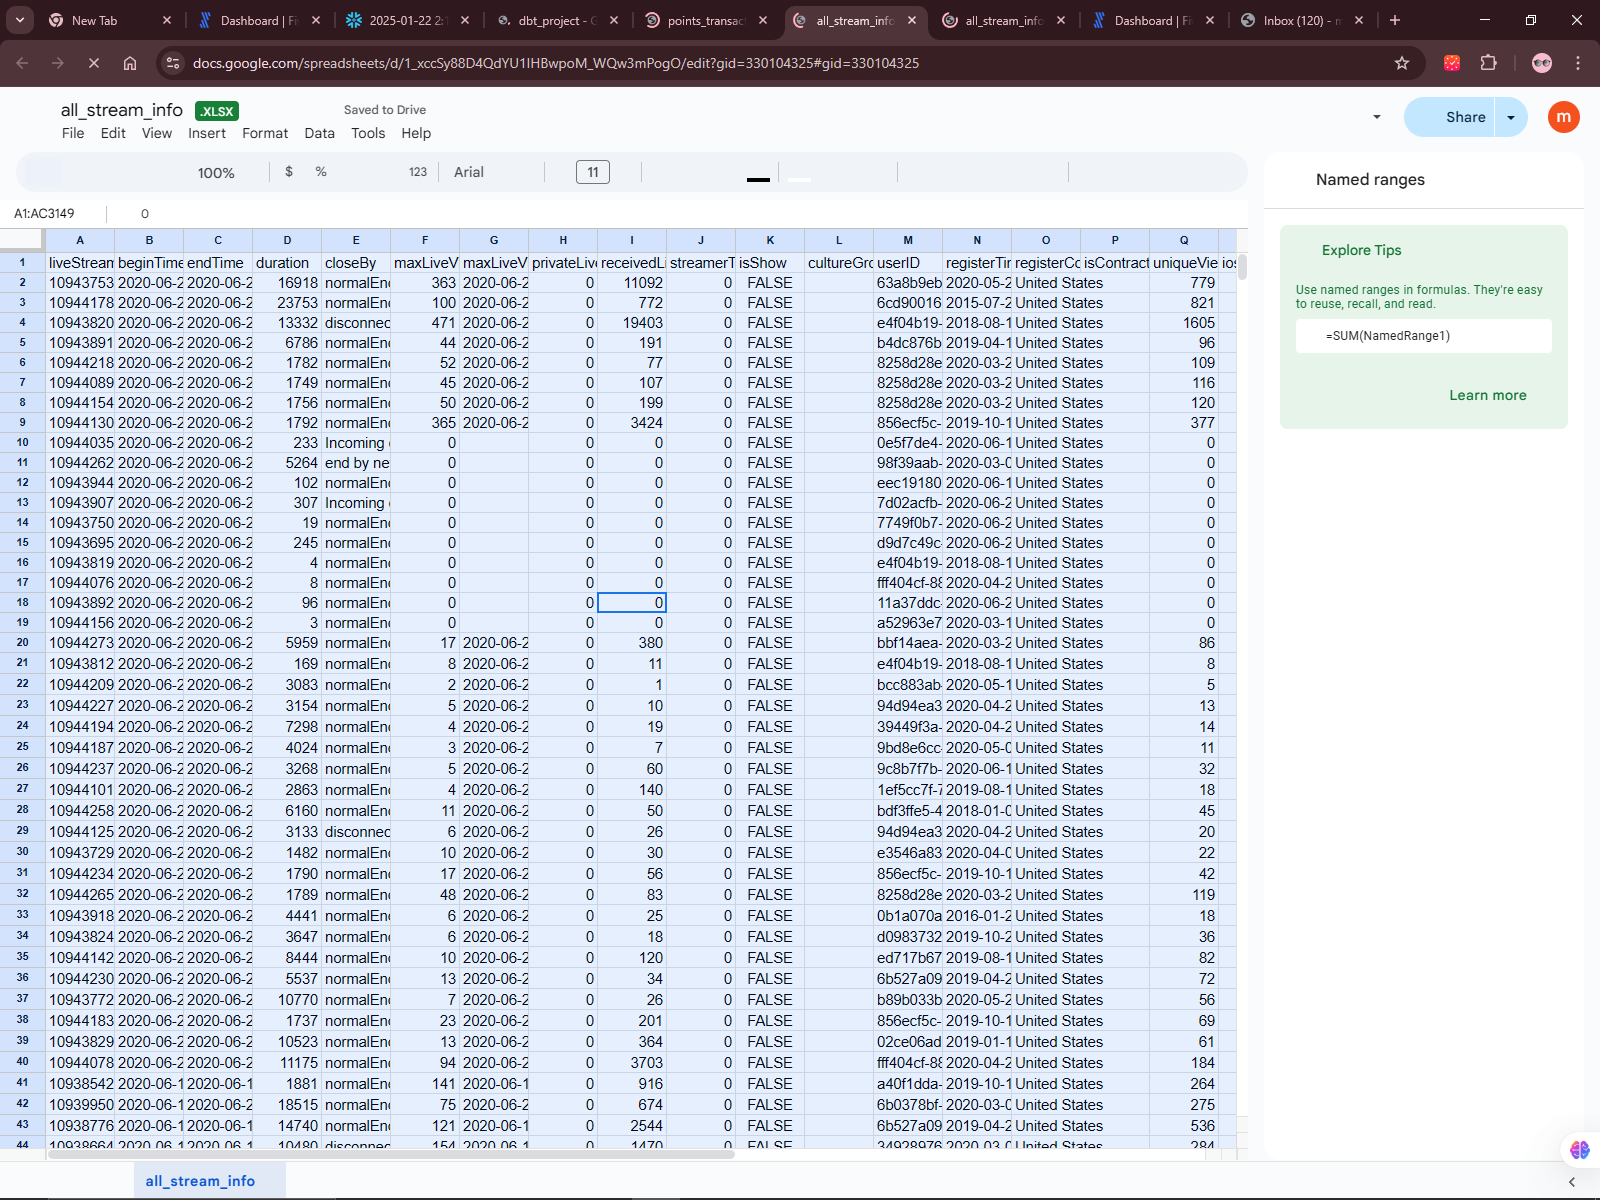 New Tab
Dashboard | Fi
2025-01-22 2:
dbt_project - G
points_transac
all_stream_info
all_stream_info
Dashboard | Fi
Inbox (120) - m
docs.google.com/spreadsheets/d/1_xccSy88D4QdYU1IHBwpoM_WQw3mPogO/edit?gid=330104325#gid=330104325
all_stream_info .XLSX Saved to Drive
File Edit View Insert Format Data Tools Help
Share
m
100% $ % 123 Arial 11
A1:AC3149 0
Named ranges
Explore Tips
Use named ranges in formulas. They're easy
to reuse, recall, and read.
=SUM(NamedRange1)
Learn more
A B C D E F G H I J K L M N O P Q
1 liveStream beginTime endTime duration closeBy maxLiveV maxLiveV privateLive receivedLi streamerT isShow cultureGro userID registerTir registerCo isContract uniqueVie ios
2 10943753 2020-06-2 2020-06-2 16918 normalEnd 363 2020-06-2 0 11092 0 FALSE 63a8b9eb 2020-05-2 United States 779
3 10944178 2020-06-2 2020-06-2 23753 normalEnd 100 2020-06-2 0 772 0 FALSE 6cd90016 2015-07-2 United States 821
4 10943820 2020-06-2 2020-06-2 13332 disconnec 471 2020-06-2 0 19403 0 FALSE e4f04b19- 2018-08-1 United States 1605
5 10943891 2020-06-2 2020-06-2 6786 normalEnd 44 2020-06-2 0 191 0 FALSE b4dc876b 2019-04-1 United States 96
6 10944218 2020-06-2 2020-06-2 1782 normalEnd 52 2020-06-2 0 77 0 FALSE 8258d28e 2020-03-2 United States 109
7 10944089 2020-06-2 2020-06-2 1749 normalEnd 45 2020-06-2 0 107 0 FALSE 8258d28e 2020-03-2 United States 116
8 10944154 2020-06-2 2020-06-2 1756 normalEnd 50 2020-06-2 0 199 0 FALSE 8258d28e 2020-03-2 United States 120
9 10944130 2020-06-2 2020-06-2 1792 normalEnd 365 2020-06-2 0 3424 0 FALSE 856ecf5c- 2019-10-1 United States 377
10 10944035 2020-06-2 2020-06-2 233 Incoming 0 0 0 0 FALSE 0e5f7de4- 2020-06-1 United States 0
11 10944262 2020-06-2 2020-06-2 5264 end by ne 0 0 0 0 FALSE 98f39aab- 2020-03-0 United States 0
12 10943944 2020-06-2 2020-06-2 102 normalEnd 0 0 0 0 FALSE eec19180 2020-06-1 United States 0
13 10943907 2020-06-2 2020-06-2 307 Incoming 0 0 0 0 FALSE 7d02acfb- 2020-06-2 United States 0
14 10943750 2020-06-2 2020-06-2 19 normalEnd 0 0 0 0 FALSE 7749f0b7- 2020-06-2 United States 0
15 10943695 2020-06-2 2020-06-2 245 normalEnd 0 0 0 0 FALSE d9d7c49c- 2020-06-2 United States 0
16 10943819 2020-06-2 2020-06-2 4 normalEnd 0 0 0 0 FALSE e4f04b19- 2018-08-1 United States 0
17 10944076 2020-06-2 2020-06-2 8 normalEnd 0 0 0 0 FALSE fff404cf-88 2020-04-2 United States 0
18 10943892 2020-06-2 2020-06-2 96 normalEnd 0 0 0 0 FALSE 11a37ddc- 2020-06-2 United States 0
19 10944156 2020-06-2 2020-06-2 3 normalEnd 0 0 0 0 FALSE a52963e7 2020-03-1 United States 0
20 10944273 2020-06-2 2020-06-2 5959 normalEnd 17 2020-06-2 0 380 0 FALSE bbf14aea- 2020-03-2 United States 86
21 10943812 2020-06-2 2020-06-2 169 normalEnd 8 2020-06-2 0 11 0 FALSE e4f04b19- 2018-08-1 United States 8
22 10944209 2020-06-2 2020-06-2 3083 normalEnd 2 2020-06-2 0 1 0 FALSE bcc883ab- 2020-05-1 United States 5
23 10944227 2020-06-2 2020-06-2 3154 normalEnd 5 2020-06-2 0 10 0 FALSE 94d94ea3 2020-04-2 United States 13
24 10944194 2020-06-2 2020-06-2 7298 normalEnd 4 2020-06-2 0 19 0 FALSE 39449f3a- 2020-04-2 United States 14
25 10944187 2020-06-2 2020-06-2 4024 normalEnd 3 2020-06-2 0 7 0 FALSE 9bd8e6cc- 2020-05-0 United States 11
26 10944237 2020-06-2 2020-06-2 3268 normalEnd 5 2020-06-2 0 60 0 FALSE 9c8b7f7b- 2020-06-1 United States 32
27 10944101 2020-06-2 2020-06-2 2863 normalEnd 4 2020-06-2 0 140 0 FALSE 1ef5cc7f-7 2019-08-1 United States 18
28 10944258 2020-06-2 2020-06-2 6160 normalEnd 11 2020-06-2 0 50 0 FALSE bdf3ffe5-4 2018-01-0 United States 45
29 10944125 2020-06-2 2020-06-2 3133 disconnec 6 2020-06-2 0 26 0 FALSE 94d94ea3 2020-04-2 United States 20
30 10943729 2020-06-2 2020-06-2 1482 normalEnd 10 2020-06-2 0 30 0 FALSE e3546a83 2020-04-0 United States 22
31 10944234 2020-06-2 2020-06-2 1790 normalEnd 17 2020-06-2 0 56 0 FALSE 856ecf5c- 2019-10-1 United States 42
32 10944265 2020-06-2 2020-06-2 1789 normalEnd 48 2020-06-2 0 83 0 FALSE 8258d28e 2020-03-2 United States 119
33 10943918 2020-06-2 2020-06-2 4441 normalEnd 6 2020-06-2 0 25 0 FALSE 0b1a070a 2016-01-2 United States 18
34 10943824 2020-06-2 2020-06-2 3647 normalEnd 6 2020-06-2 0 18 0 FALSE d0983732 2019-10-2 United States 36
35 10944142 2020-06-2 2020-06-2 8444 normalEnd 10 2020-06-2 0 120 0 FALSE ed717b67 2019-08-1 United States 82
36 10944230 2020-06-2 2020-06-2 5537 normalEnd 13 2020-06-2 0 34 0 FALSE 6b527a09 2019-04-2 United States 72
37 10943772 2020-06-2 2020-06-2 10770 normalEnd 7 2020-06-2 0 26 0 FALSE b89b033b 2020-05-2 United States 56
38 10944183 2020-06-2 2020-06-2 1737 normalEnd 23 2020-06-2 0 201 0 FALSE 856ecf5c- 2019-10-1 United States 69
39 10943829 2020-06-2 2020-06-2 10523 normalEnd 13 2020-06-2 0 364 0 FALSE 02ce06ad 2019-01-1 United States 61
40 10944078 2020-06-2 2020-06-2 11175 normalEnd 94 2020-06-2 0 3703 0 FALSE fff404cf-88 2020-04-2 United States 184
41 10938542 2020-06-1 2020-06-1 1881 normalEnd 141 2020-06-1 0 916 0 FALSE a40f1dda- 2019-10-1 United States 264
42 10939950 2020-06-1 2020-06-2 18515 normalEnd 75 2020-06-2 0 674 0 FALSE 6b0378bf- 2020-03-0 United States 275
43 10938776 2020-06-1 2020-06-1 14740 normalEnd 121 2020-06-1 0 2544 0 FALSE 6b527a09 2019-04-2 United States 536
44 10938664 2020-06-1 2020-06-1 10480 disconnec 154 2020-06-1 0 1470 0 FALSE 34928976 2020-03-0 United States 284
all_stream_info